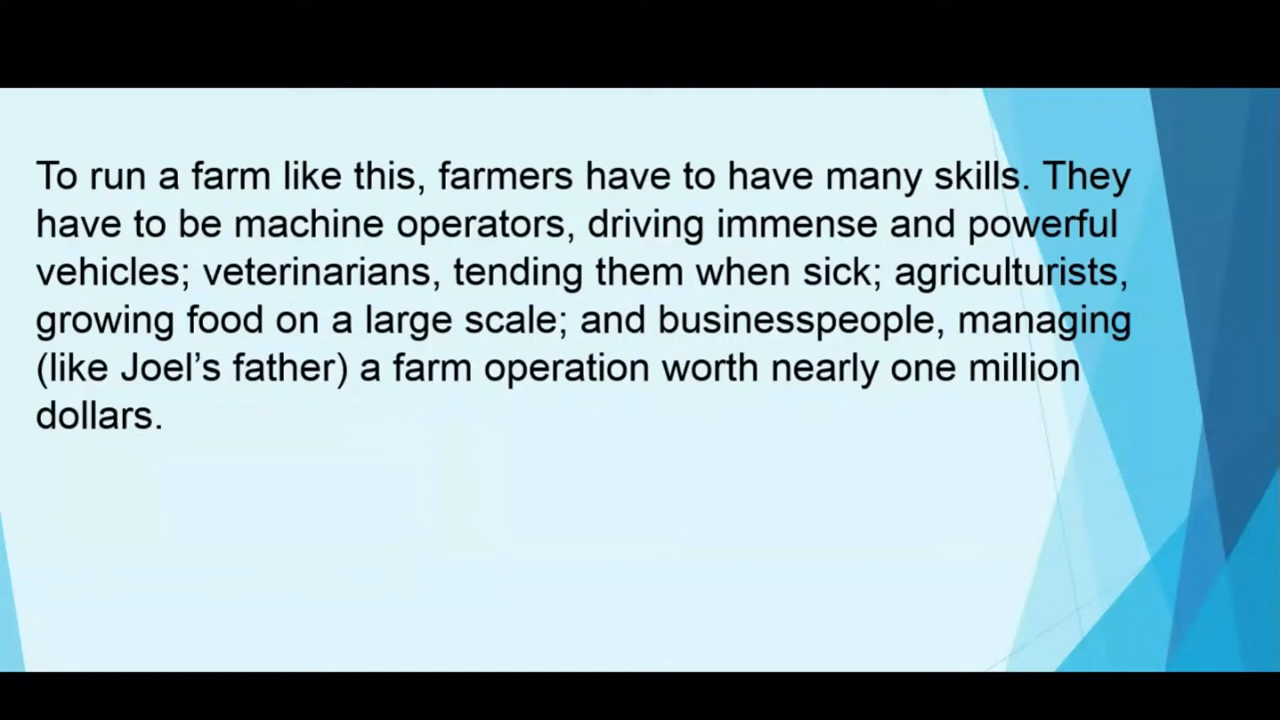 To run a farm like this, farmers have to have many skills. They
have to be machine operators, driving immense and powerful
vehicles; veterinarians, tending them when sick; agriculturists,
growing food on a large scale; and businesspeople, managing
(like Joel’s father) a farm operation worth nearly one million
dollars.